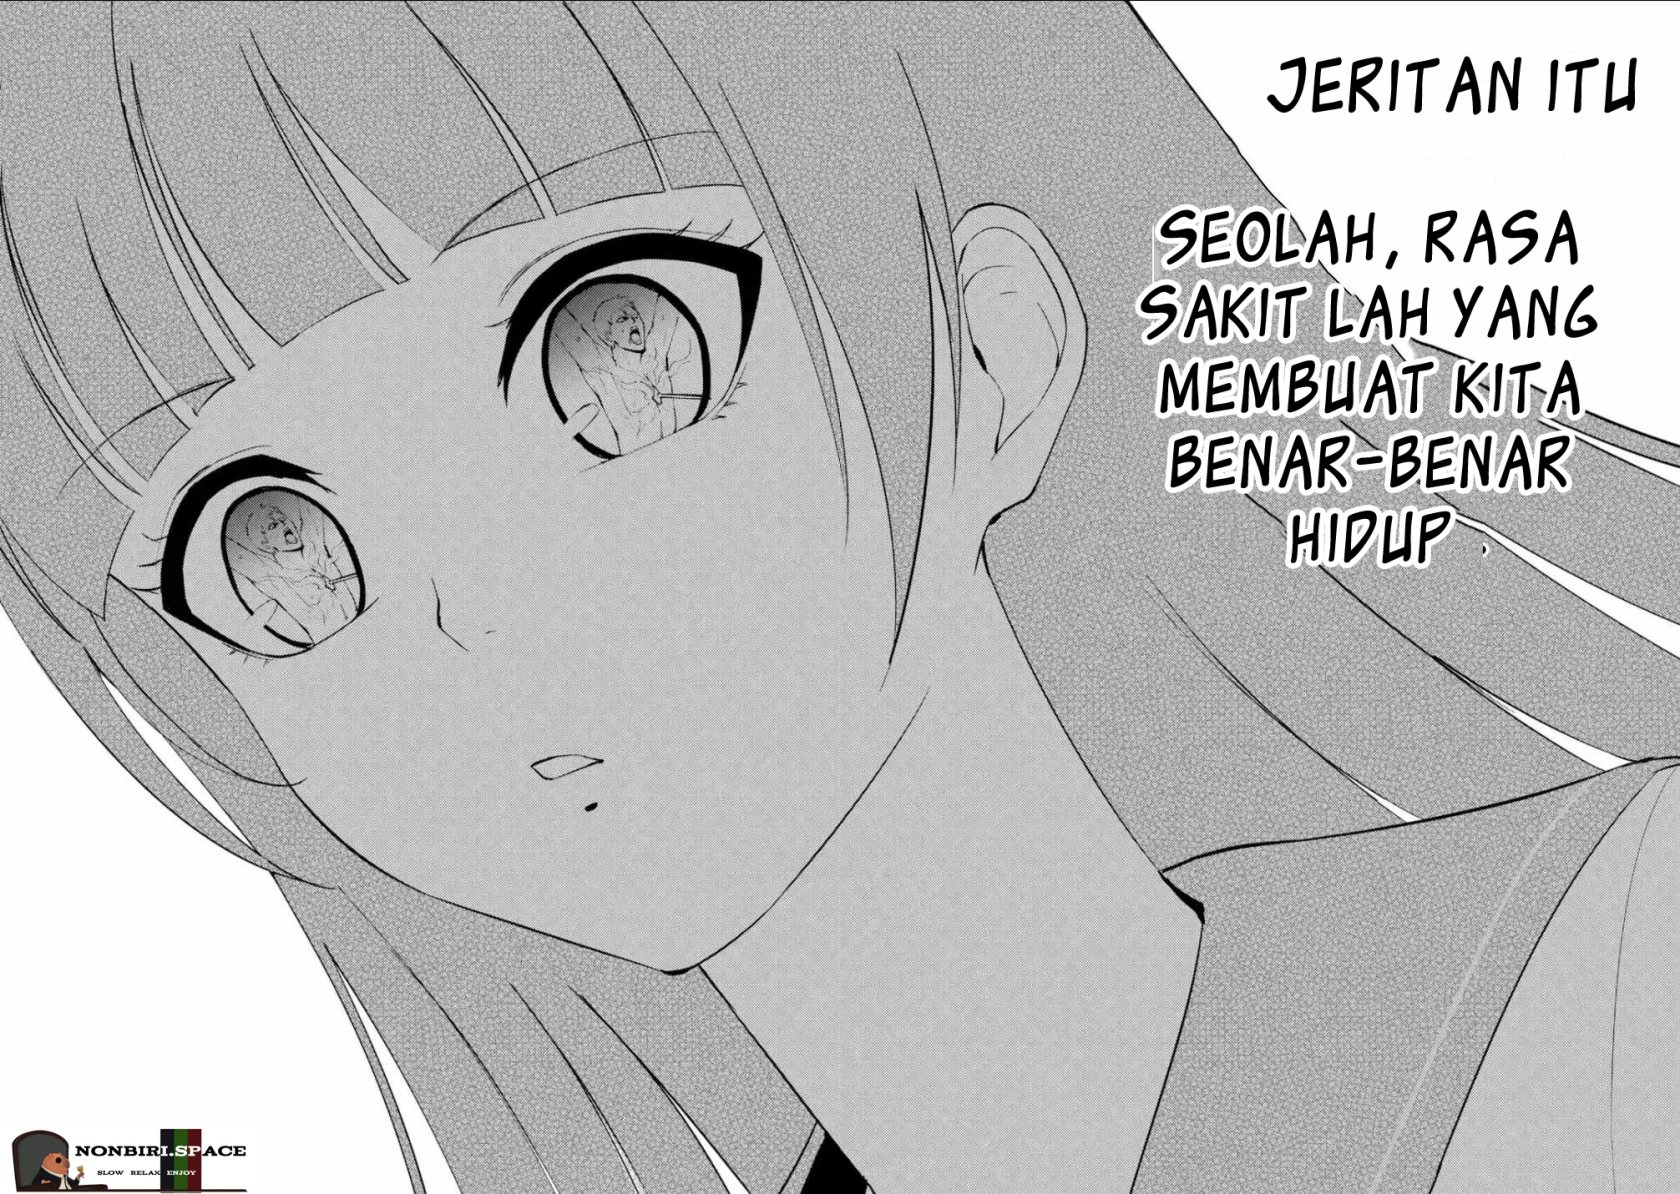 JERITAN ITU
SEOLAH, RASA
SAKIT LAH YANG
MEMBUAT KITA
BENAR-BENAR
HIDUP .
NONBIRI.SPACE
SLOW RELAX ENJOY